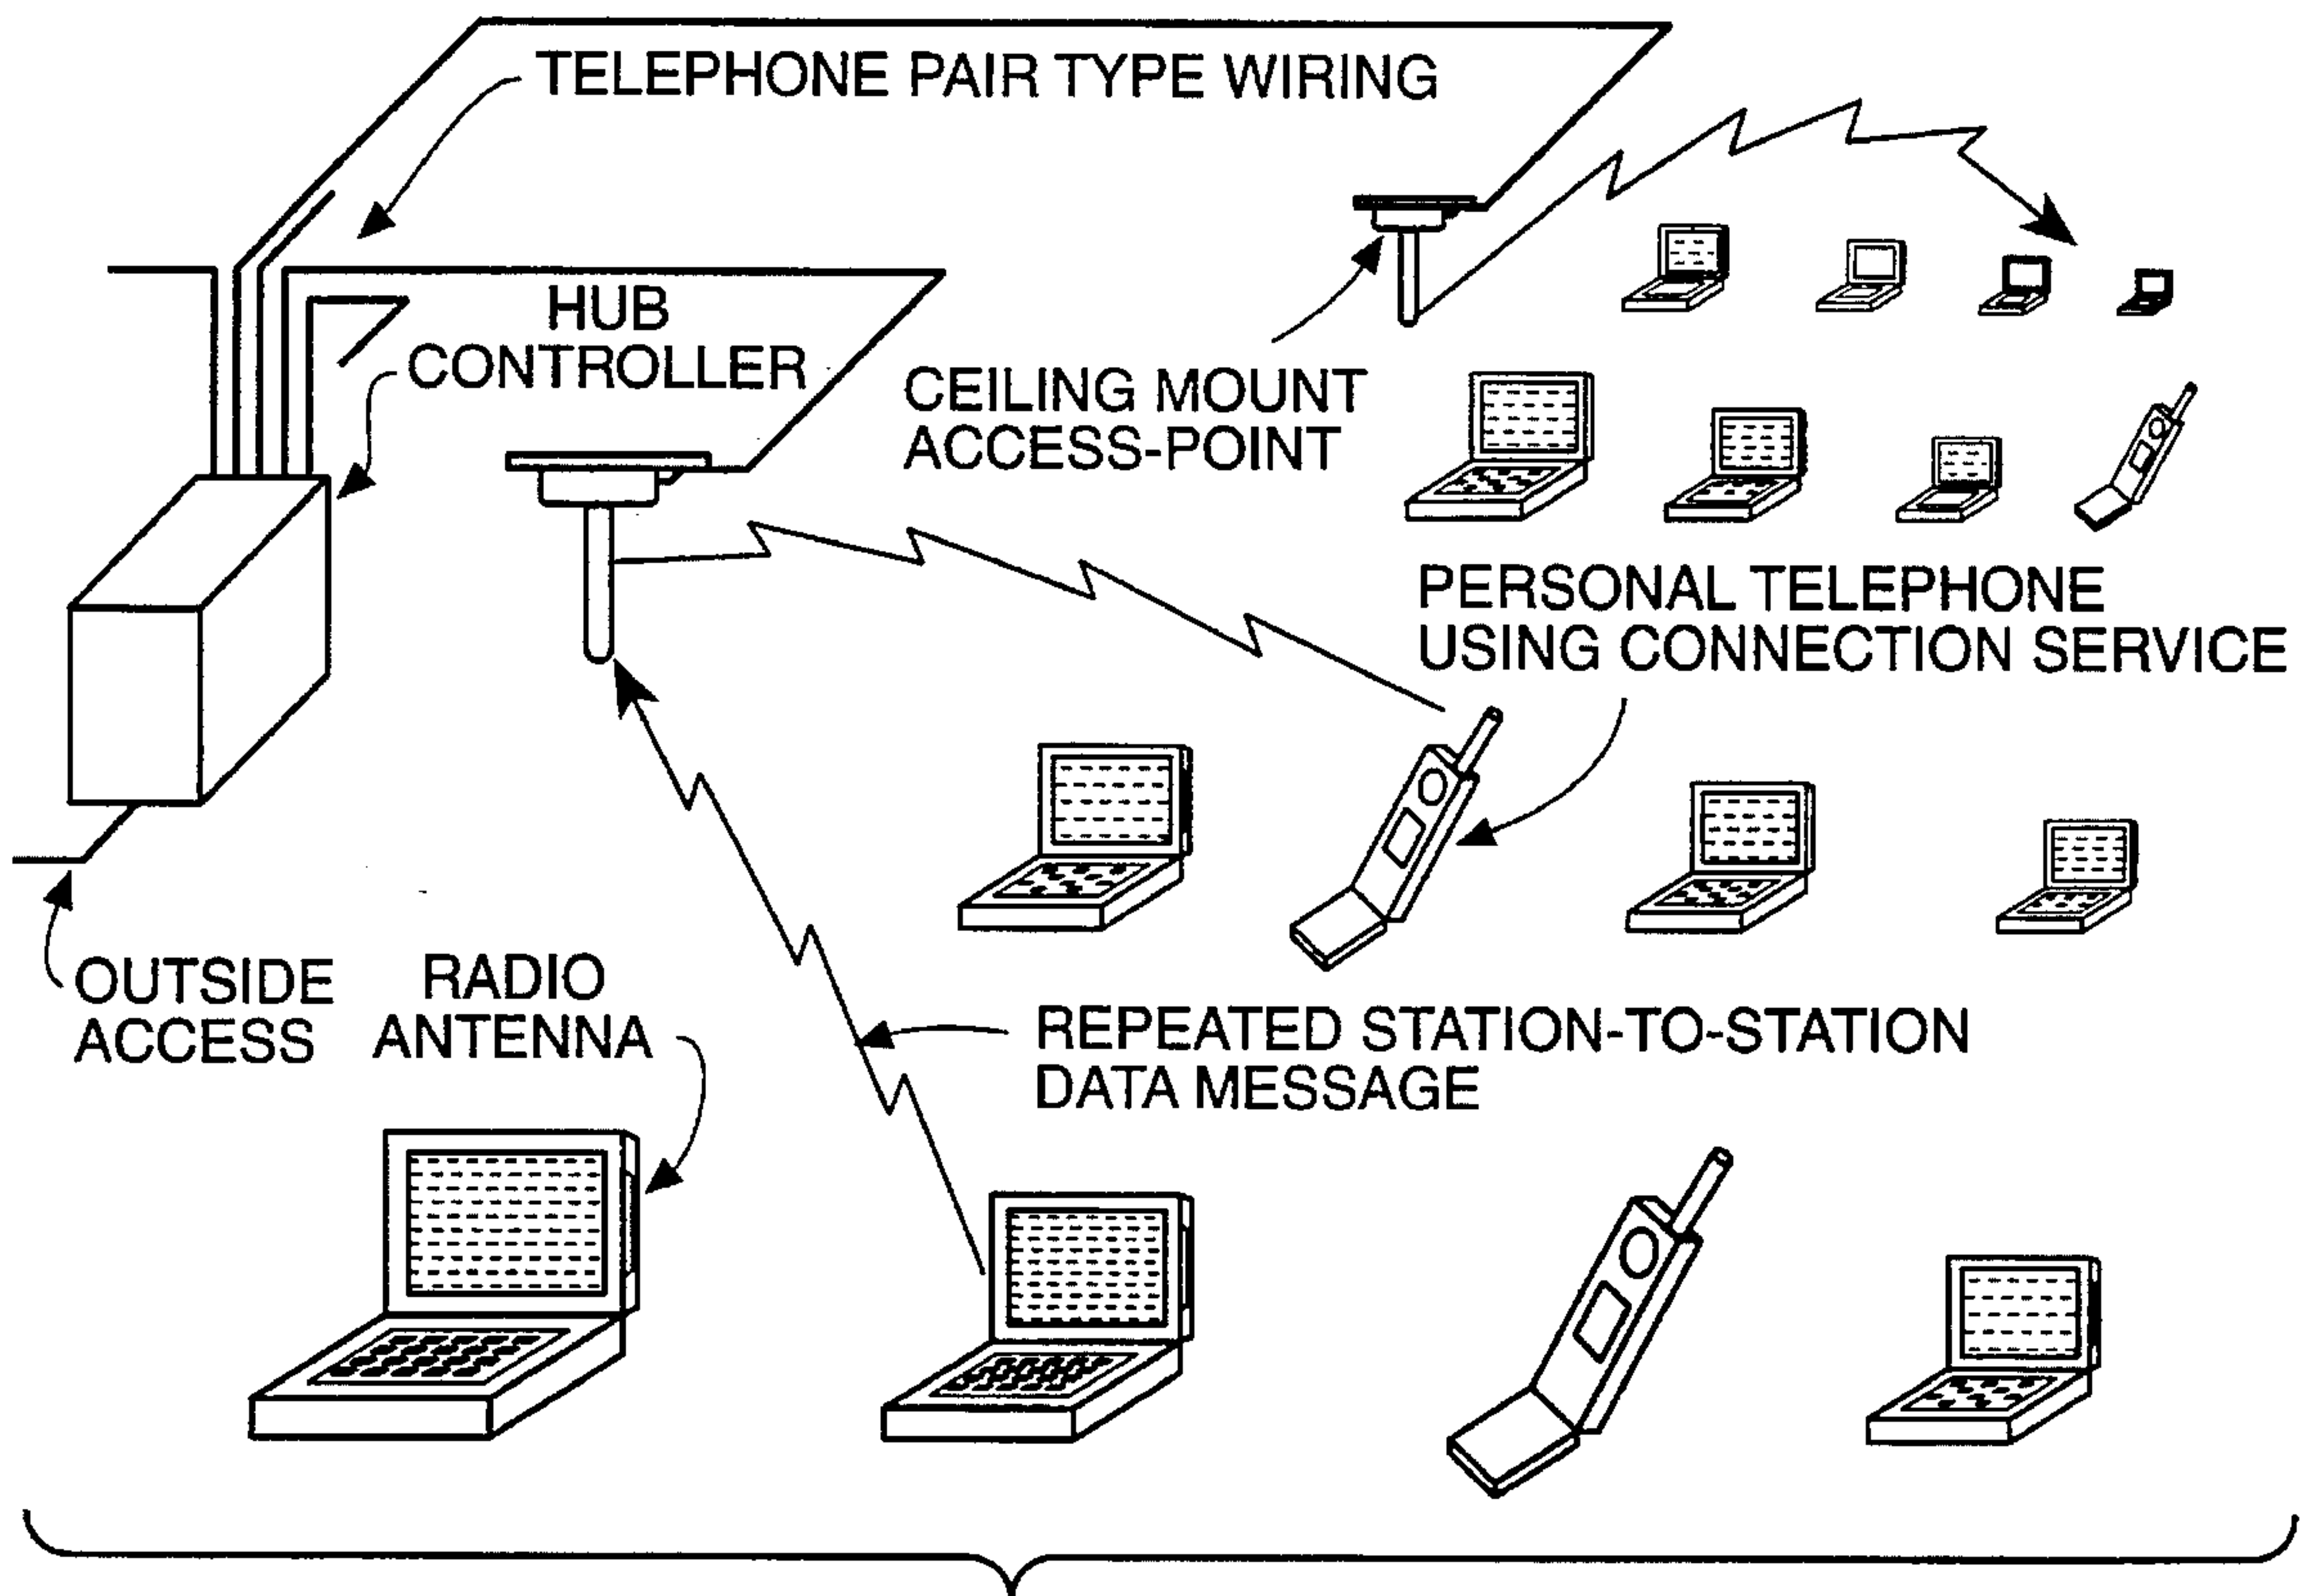 TELEPHONE PAIR TYPE WIRING
HUB
CONTROLLER
CEILING MOUNT
ACCESS-POINT
PERSONAL TELEPHONE
USING CONNECTION SERVICE
OUTSIDE
ACCESS
RADIO
ANTENNA
REPEATED STATION-TO-STATION
DATA MESSAGE